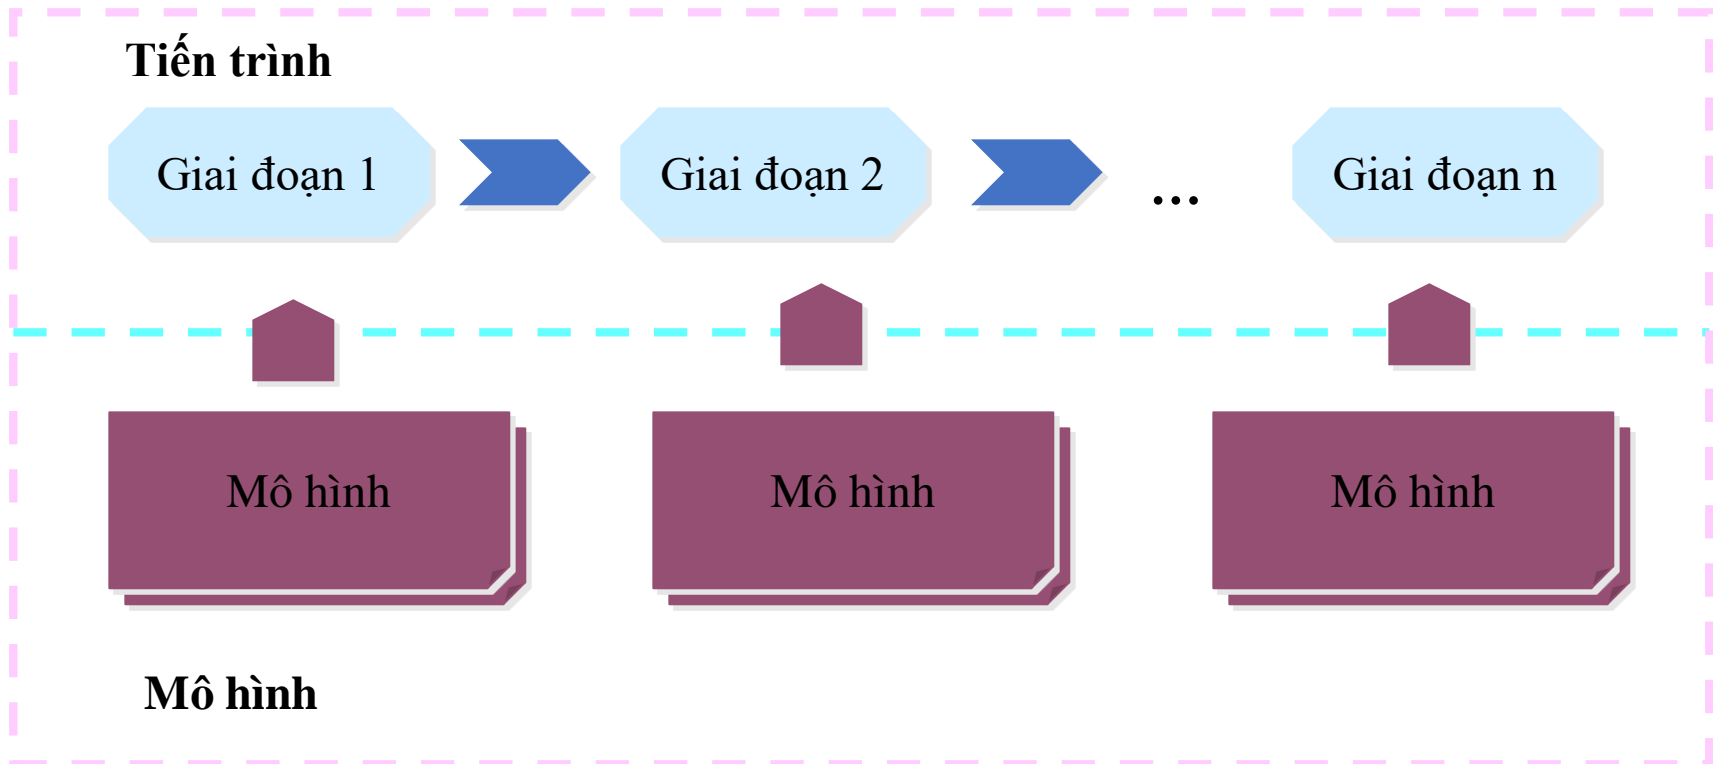 Tiến trình
Giai đoạn 1
Giai đoạn 2
...
Giai đoạn n
Mô hình
Mô hình
Mô hình
Mô hình